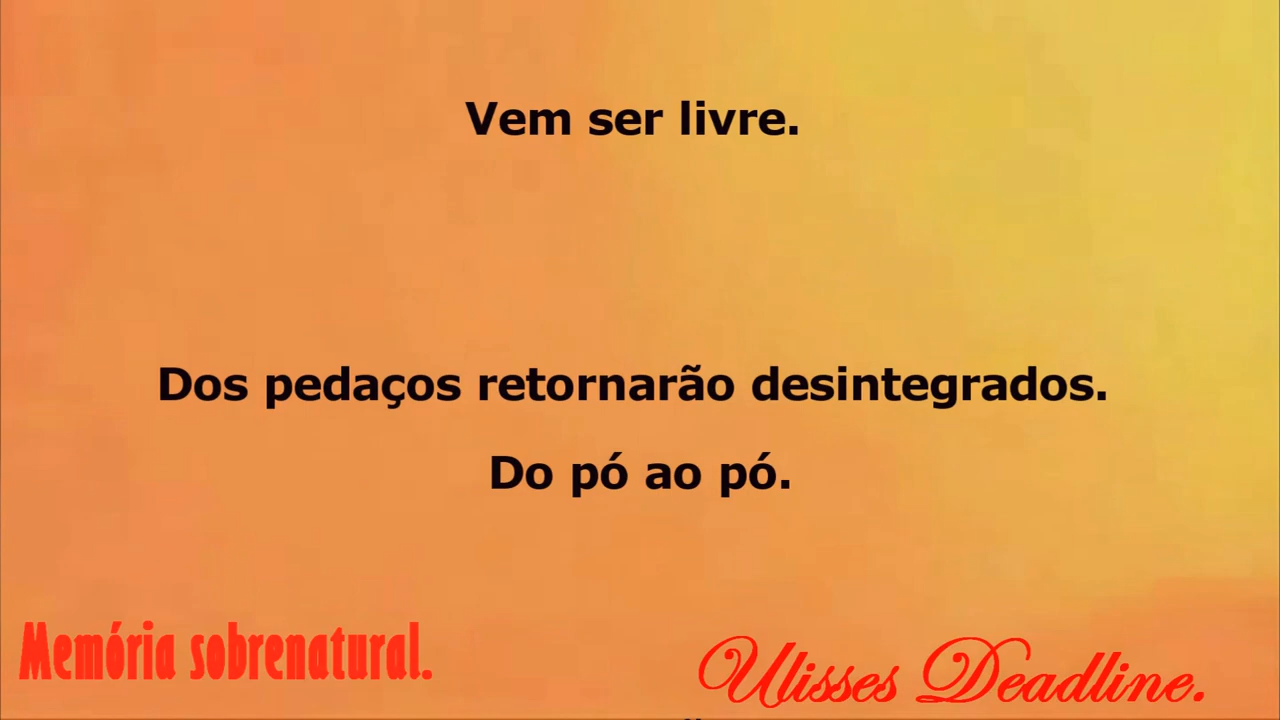 Vem ser livre.
Dos pedaços retornarão desintegrados.
Do pó ao pó.
Memória sobrenatural.
Ulisses Deadline.